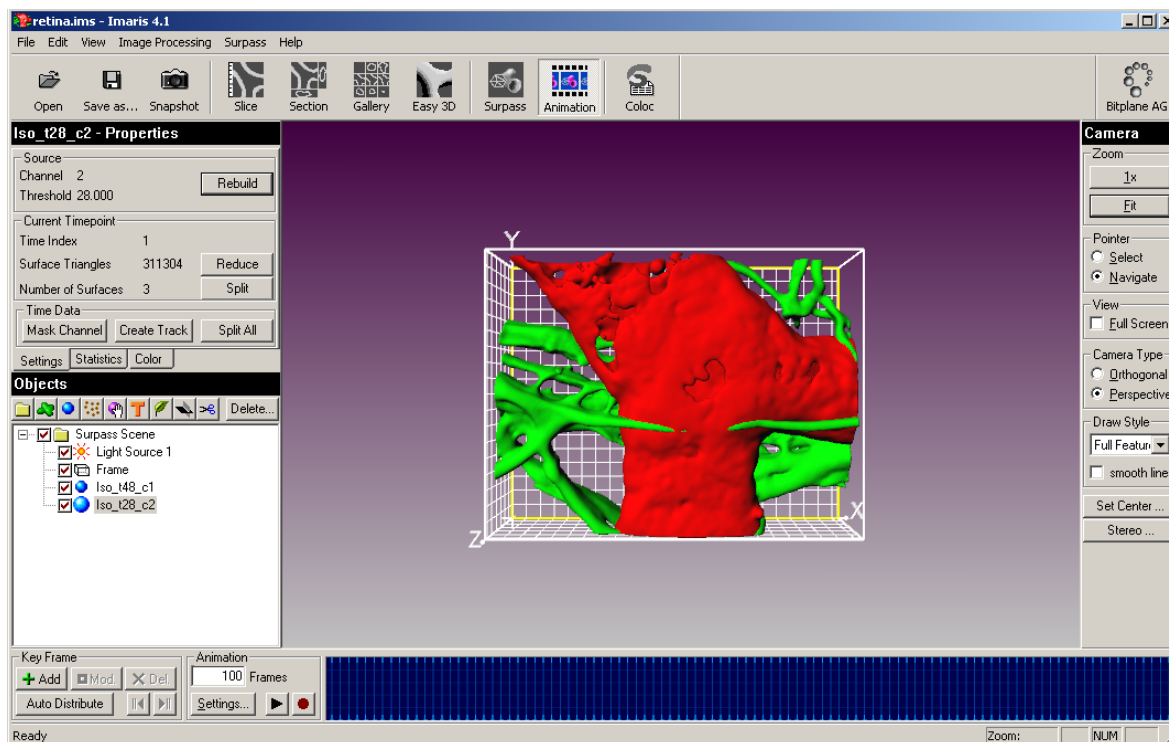 retina.ims - Imaris 4.1
File Edit View Image Processing Surpass Help
Open Save as... Snapshot Slice Section Gallery Easy 3D Surpass Animation Coloc Bitplane AG
Iso_t28_c2 - Properties
Source
Channel 2
Threshold 28.000
Rebuild
Current Timepoint
Time Index 1
Surface Triangles 311304 Reduce
Number of Surfaces 3 Split
Time Data
Mask Channel Create Track Split All
Settings Statistics Color
Objects
Delete...
Surpass Scene
Light Source 1
Frame
Iso_t48_c1
Iso_t28_c2
Y
X
Z
Camera
Zoom
1x
Fit
Pointer
Select
Navigate
View
Full Screen
Camera Type
Orthogonal
Perspective
Draw Style
Full Featur
smooth line
Set Center ...
Stereo ...
Key Frame
Add Mod. Del.
Auto Distribute
Animation
100 Frames
Settings...
Ready
Zoom: NUM